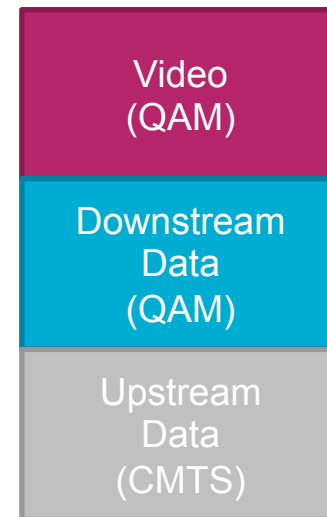 Video
(QAM)
Downstream
Data
(QAM)
Upstream
Data
(CMTS)